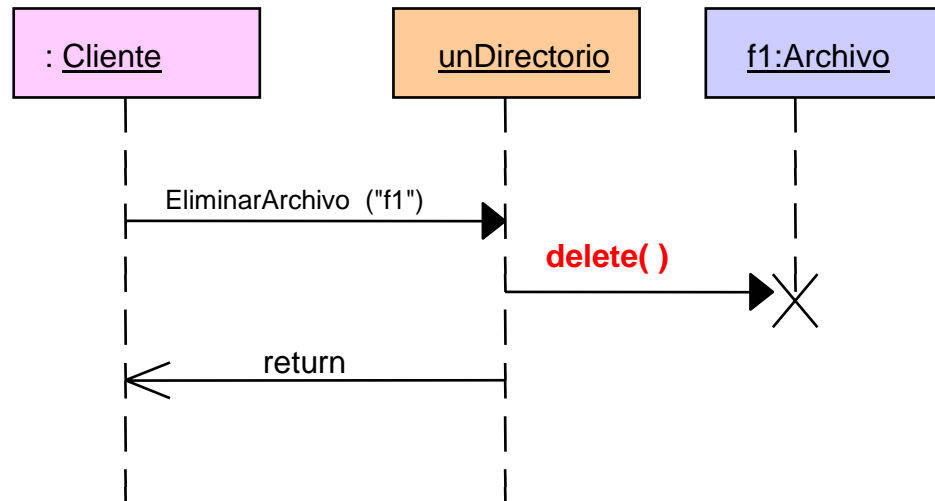 : Cliente
unDirectorio
f1:Archivo
EliminarArchivo ("f1")
delete( )
return